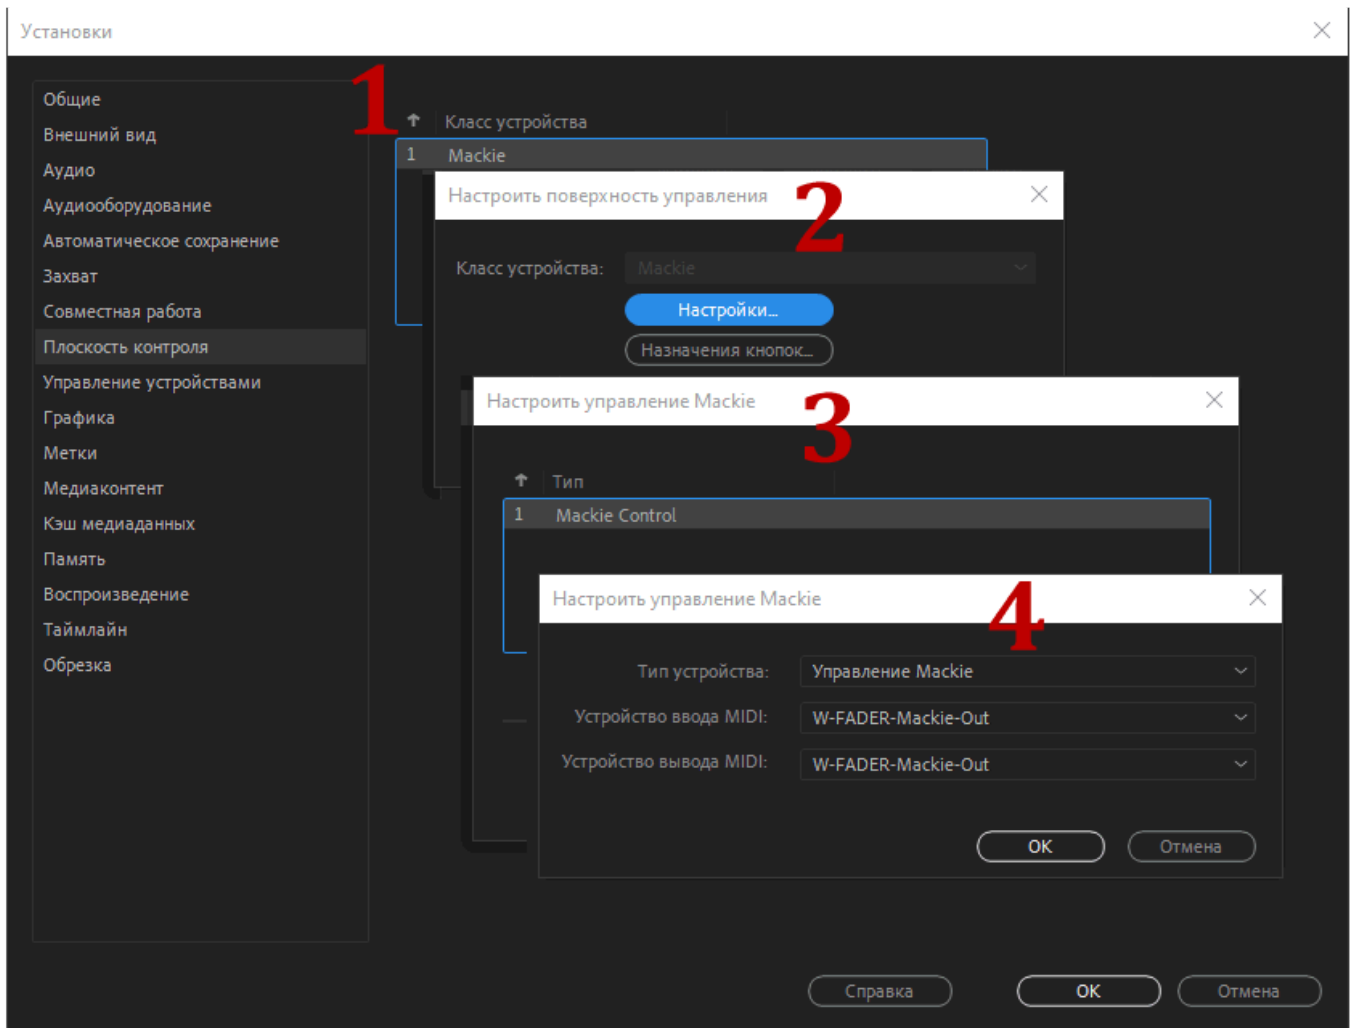 Установки
Общие
Внешний вид
Аудио
Аудиооборудование
Автоматическое сохранение
Захват
Совместная работа
Плоскость контроля
Управление устройствами
Графика
Метки
Медиаконтент
Кэш медиаданных
Память
Воспроизведение
Таймлайн
Обрезка
1
Класс устройства
1 Mackie
Настроить поверхность управления
2
Класс устройства: Mackie
Настройки...
Назначения кнопок...
Настроить управление Mackie
3
Тип
1 Mackie Control
Настроить управление Mackie
4
Тип устройства: Управление Mackie
Устройство ввода MIDI: W-FADER-Mackie-Out
Устройство вывода MIDI: W-FADER-Mackie-Out
ОК Отмена
Справка ОК Отмена